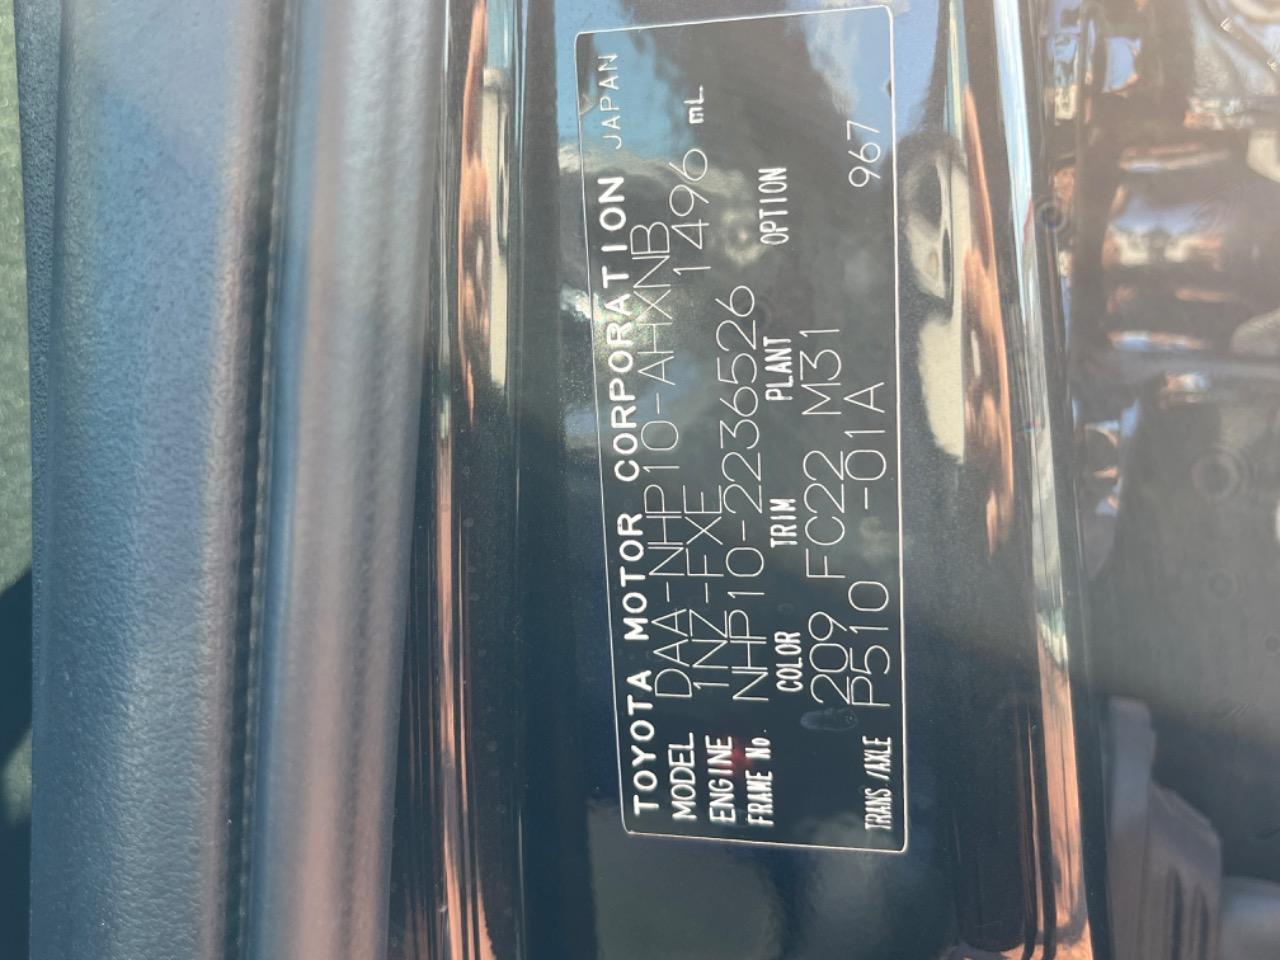 TOYOTA MOTOR CORPORATION JAPAN
MODEL DAA-NHP10-AHXNB
ENGINE 1NZ-FXE 1496 mL
FRAME No. NHP10-2236526
COLOR TRIM PLANT OPTION
209 FC22 M31
TRANS/AXLE P510 -01A 967